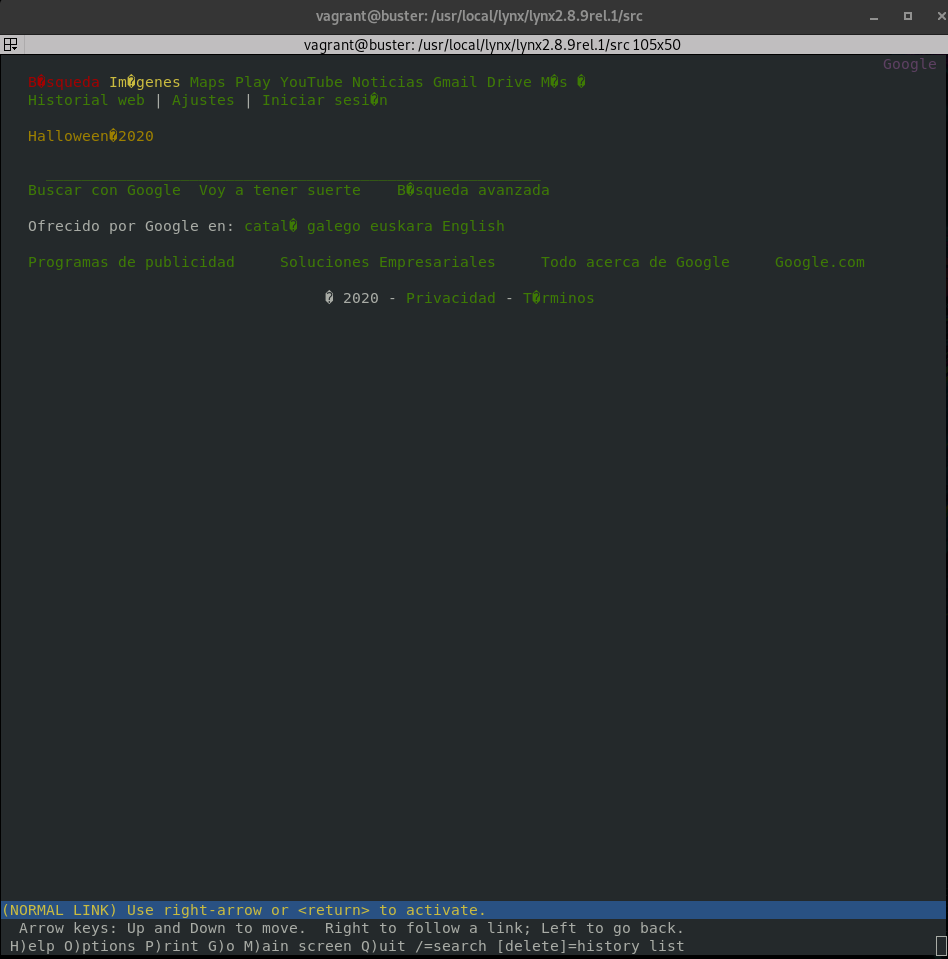 vagrant@buster: /usr/local/lynx/lynx2.8.9rel.1/src
vagrant@buster: /usr/local/lynx/lynx2.8.9rel.1/src 105x50
Google
B�squeda Im�genes Maps Play YouTube Noticias Gmail Drive M�s �
Historial web | Ajustes | Iniciar sesi�n
Halloween�2020
_______________________________________________________
Buscar con Google  Voy a tener suerte    B�squeda avanzada
Ofrecido por Google en: catal� galego euskara English
Programas de publicidad     Soluciones Empresariales     Todo acerca de Google     Google.com
� 2020 - Privacidad - T�rminos
(NORMAL LINK) Use right-arrow or <return> to activate.
Arrow keys: Up and Down to move.  Right to follow a link; Left to go back.
H)elp O)ptions P)rint G)o M)ain screen Q)uit /=search [delete]=history list